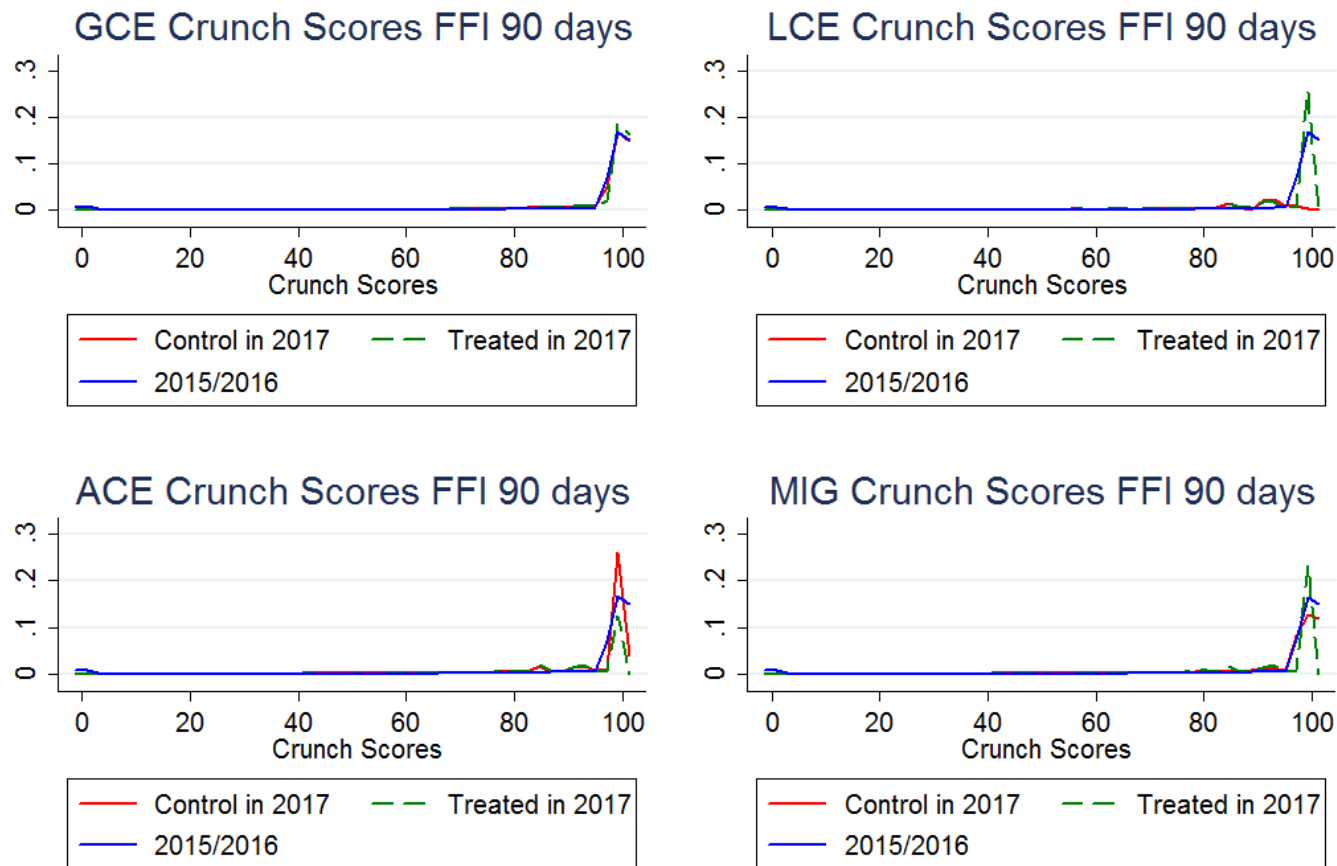 GCE Crunch Scores FFI 90 days
.3
.2
.1
0
0 20 40 60 80 100
Crunch Scores
Control in 2017 Treated in 2017
2015/2016
LCE Crunch Scores FFI 90 days
.3
.2
.1
0
0 20 40 60 80 100
Crunch Scores
Control in 2017 Treated in 2017
2015/2016
ACE Crunch Scores FFI 90 days
.3
.2
.1
0
0 20 40 60 80 100
Crunch Scores
Control in 2017 Treated in 2017
2015/2016
MIG Crunch Scores FFI 90 days
.3
.2
.1
0
0 20 40 60 80 100
Crunch Scores
Control in 2017 Treated in 2017
2015/2016